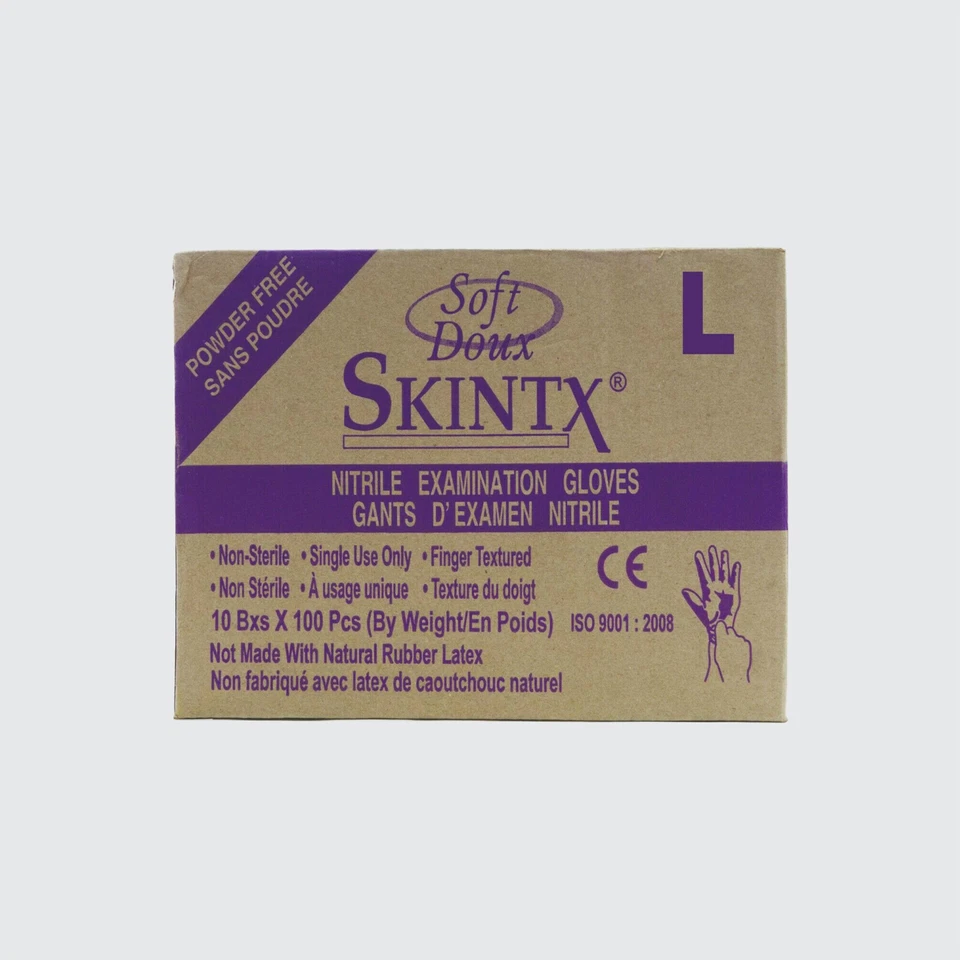 POWDER FREE
SANS POUDRE
Soft
Doux
SKINTX®
L
NITRILE EXAMINATION GLOVES
GANTS D'EXAMEN NITRILE
• Non-Sterile • Single Use Only • Finger Textured
• Non Stérile • À usage unique • Texture du doigt
10 Bxs X 100 Pcs (By Weight/En Poids)
Not Made With Natural Rubber Latex
Non fabriqué avec latex de caoutchouc naturel
CE
ISO 9001 : 2008